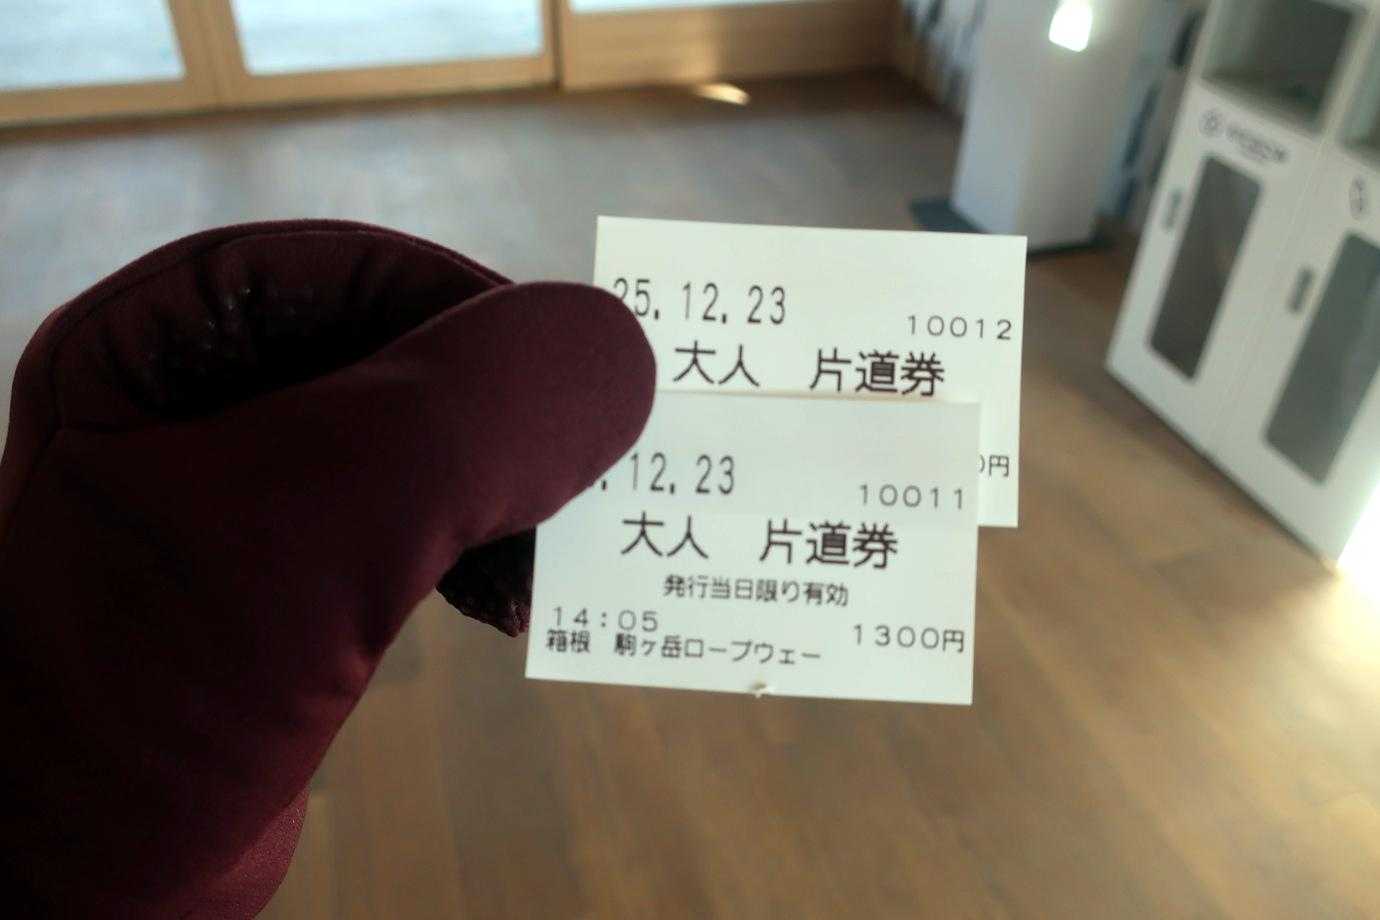 25.12.23
10012
大人 片道券
円
12.23
10011
大人 片道券
発行当日限り有効
14:05
1300円
箱根 駒ヶ岳ロープウェー